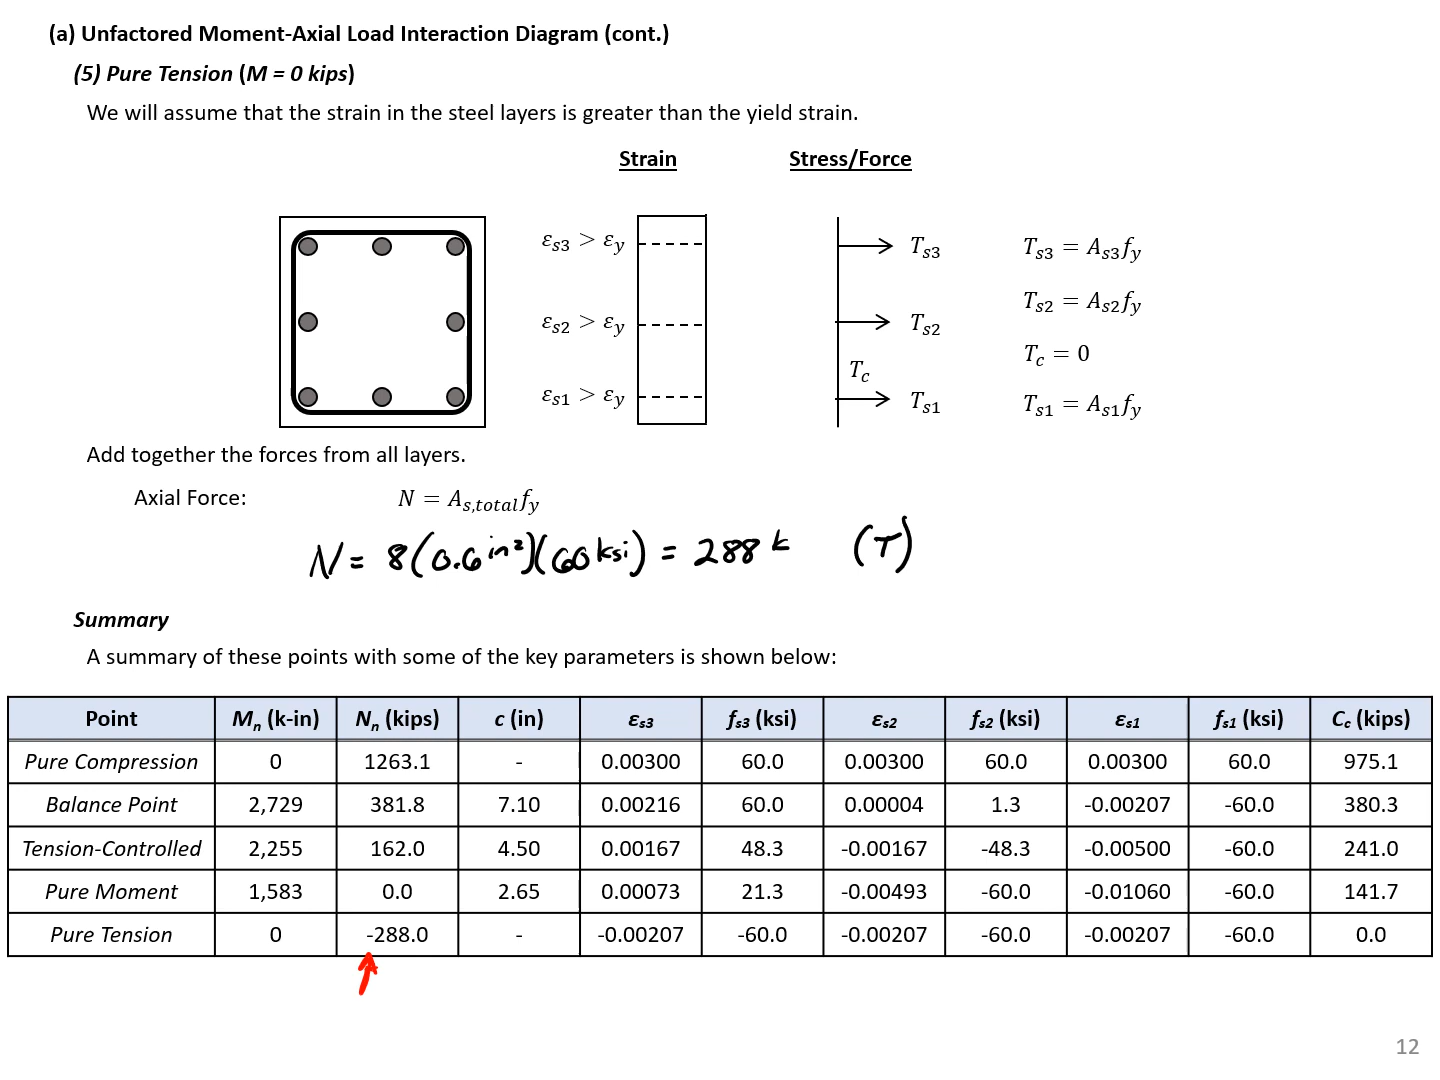 (a) Unfactored Moment-Axial Load Interaction Diagram (cont.)
(5) Pure Tension (M = 0 kips)
We will assume that the strain in the steel layers is greater than the yield strain.
Strain Stress/Force
εs3 > εy Ts3 Ts3 = As3fy
Ts2 = As2fy
εs2 > εy Ts2
Tc Tc = 0
εs1 > εy Ts1 Ts1 = As1fy
Add together the forces from all layers.
Axial Force: N = As,totalfy
N = 8(0.6 in²)(60 ksi) = 288 k (T)
Summary
A summary of these points with some of the key parameters is shown below:
Point Mn (k-in) Nn (kips) c (in) εs3 fs3 (ksi) εs2 fs2 (ksi) εs1 fs1 (ksi) Cc (kips)
Pure Compression 0 1263.1 - 0.00300 60.0 0.00300 60.0 0.00300 60.0 975.1
Balance Point 2,729 381.8 7.10 0.00216 60.0 0.00004 1.3 -0.00207 -60.0 380.3
Tension-Controlled 2,255 162.0 4.50 0.00167 48.3 -0.00167 -48.3 -0.00500 -60.0 241.0
Pure Moment 1,583 0.0 2.65 0.00073 21.3 -0.00493 -60.0 -0.01060 -60.0 141.7
Pure Tension 0 -288.0 - -0.00207 -60.0 -0.00207 -60.0 -0.00207 -60.0 0.0
12